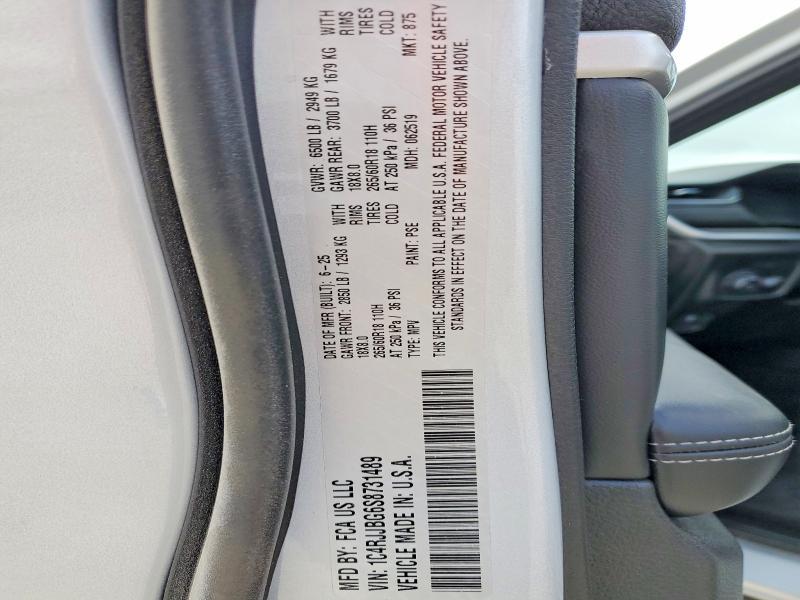 MFD BY: FCA US LLC
VIN: 1C4RJJBG6S8731489
VEHICLE MADE IN: U.S.A.
DATE OF MFR (BUILT): 6-25 GVWR: 6500 LB / 2949 KG
GAWR FRONT: 2850 LB / 1293 KG WITH GAWR REAR: 3700 LB / 1679 KG WITH
18X8.0 RIMS 18X8.0 RIMS
265/60R18 110H TIRES 265/60R18 110H TIRES
AT 250 kPa / 36 PSI COLD AT 250 kPa / 36 PSI COLD
TYPE: MPV PAINT: PSE MDH: 062519 MKT: 875
THIS VEHICLE CONFORMS TO ALL APPLICABLE U.S.A. FEDERAL MOTOR VEHICLE SAFETY
STANDARDS IN EFFECT ON THE DATE OF MANUFACTURE SHOWN ABOVE.